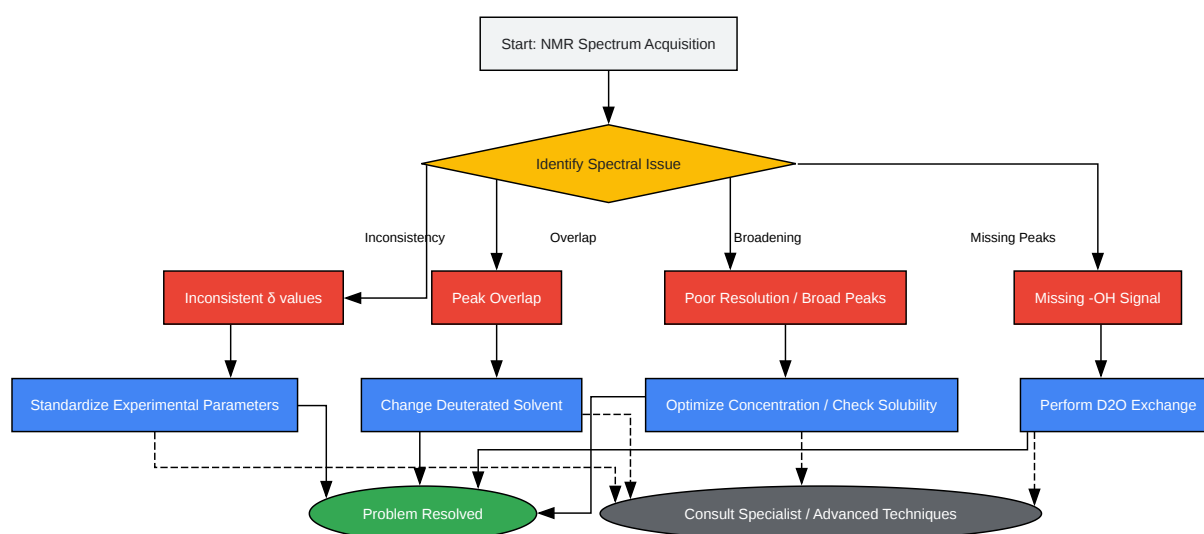 Start: NMR Spectrum Acquisition
Identify Spectral Issue
Inconsistency
Overlap
Broadening
Missing Peaks
Inconsistent δ values
Peak Overlap
Poor Resolution / Broad Peaks
Missing -OH Signal
Standardize Experimental Parameters
Change Deuterated Solvent
Optimize Concentration / Check Solubility
Perform D2O Exchange
Problem Resolved
Consult Specialist / Advanced Techniques